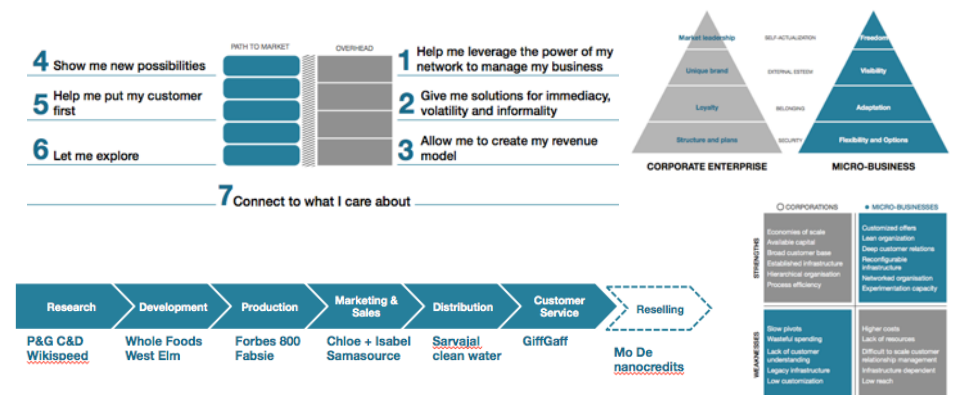 PATH TO MARKET
OVERHEAD
4 Show me new possibilities
5 Help me put my customer
first
6 Let me explore
1 Help me leverage the power of my
network to manage my business
2 Give me solutions for immediacy,
volatility and informality
3 Allow me to create my revenue
model
7 Connect to what I care about
Market leadership
SELF-ACTUALIZATION
Freedom
Unique brand
EXTERNAL ESTEEM
Visibility
Loyalty
BELONGING
Adaptation
Structure and plans
SECURITY
Flexibility and Options
CORPORATE ENTERPRISE
MICRO-BUSINESS
CORPORATIONS
MICRO-BUSINESSES
STRENGTHS
Economies of scale
Available capital
Broad customer base
Established infrastructure
Hierarchical organisation
Process efficiency
Customized offers
Lean organization
Deep customer relations
Reconfigurable
infrastructure
Networked organisation
Experimentation capacity
WEAKNESSES
Slow pivots
Wasteful spending
Lack of customer
understanding
Legacy infrastructure
Low customization
Higher costs
Lack of resources
Difficult to scale customer
relationship management
Infrastructure dependent
Low reach
Research
Development
Production
Marketing &
Sales
Distribution
Customer
Service
Reselling
P&G C&D
Wikispeed
Whole Foods
West Elm
Forbes 800
Fabsie
Chloe + Isabel
Samasource
Sarvajal
clean water
GiffGaff
Mo De
nanocredits